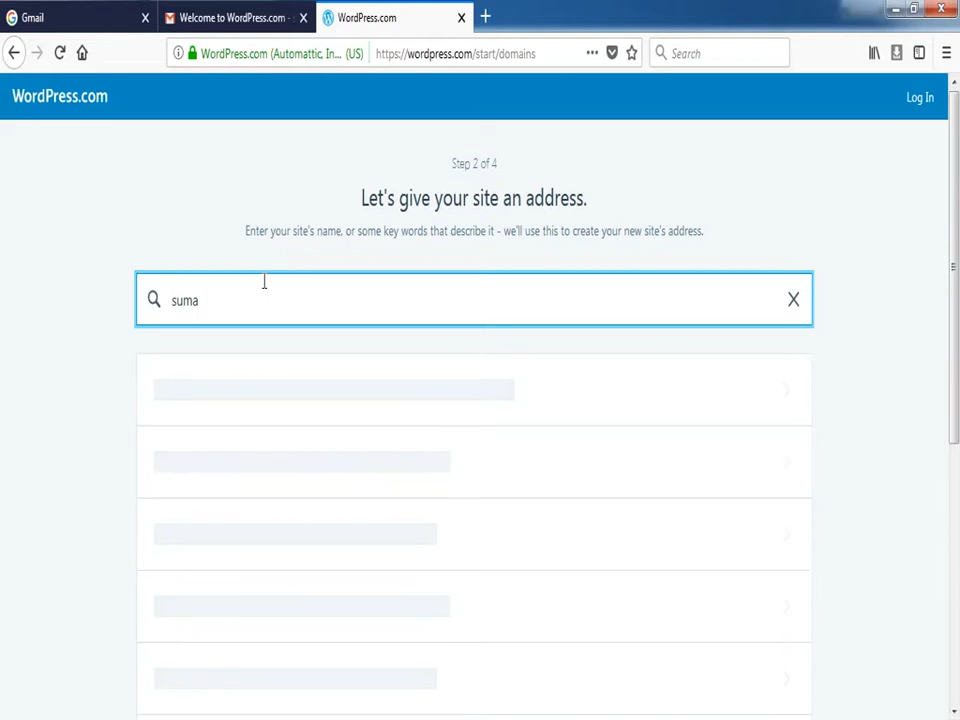 Gmail
Welcome to WordPress.com -
WordPress.com
WordPress.com (Automattic, In... (US)
https://wordpress.com/start/domains
Search
WordPress.com
Log In
Step 2 of 4
Let's give your site an address.
Enter your site's name, or some key words that describe it - we'll use this to create your new site's address.
suma